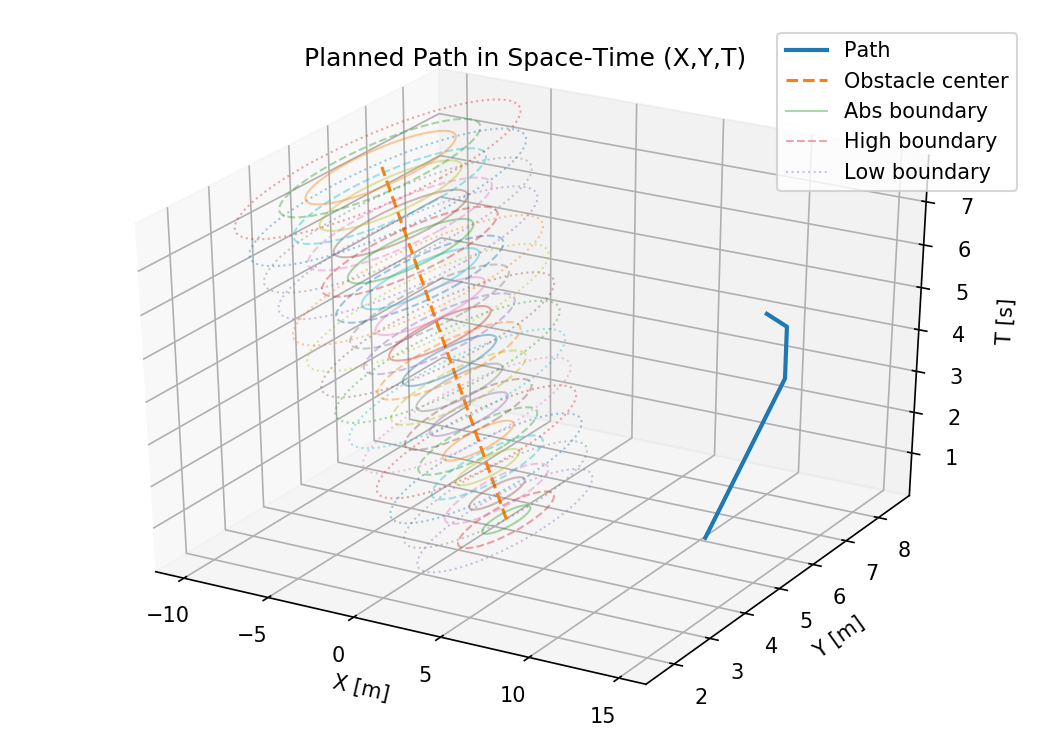 Planned Path in Space-Time (X,Y,T)
Path
Obstacle center
Abs boundary
High boundary
Low boundary
7
6
5
4
3
2
1
T [s]
8
7
6
5
4
3
2
Y [m]
−10
−5
0
5
10
15
X [m]